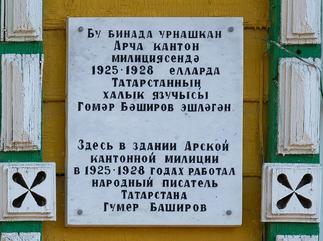 Бу бинада урнашкан
Арча кантон
милициясендә
1925-1928 елларда
Татарстанның
халык язучысы
Гомәр Бәширов эшләгән.
Здесь в здании Арской
кантонной милиции
в 1925-1928 годах работал
народный писатель
Татарстана
Гумер Баширов